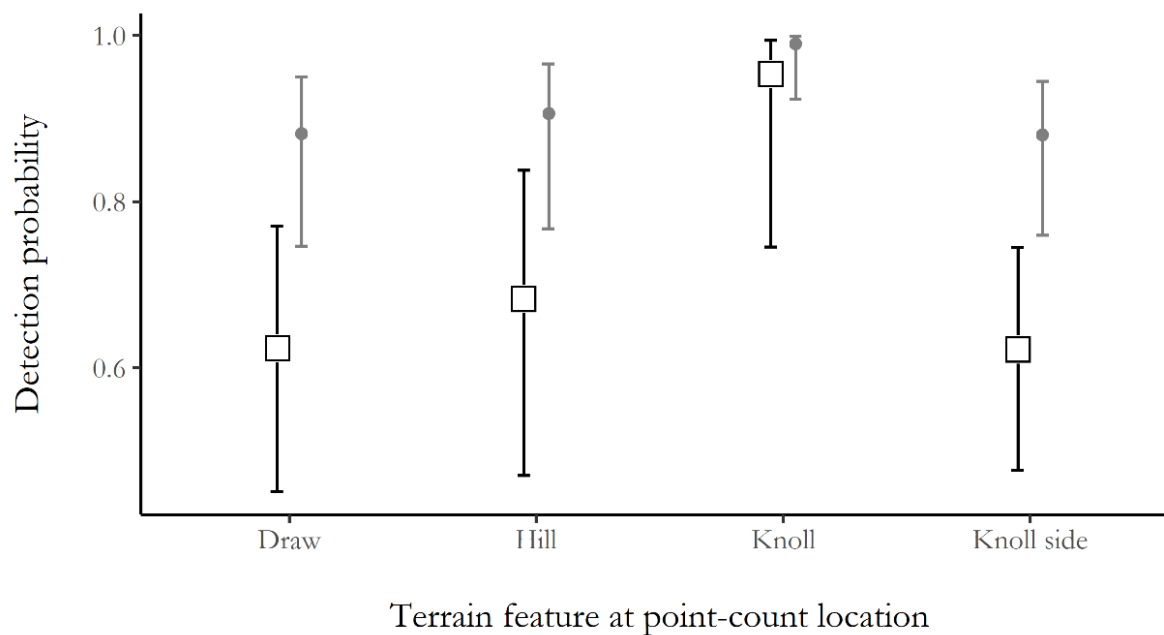 Detection probability
1.0
0.8
0.6
Draw Hill Knoll Knoll side
Terrain feature at point-count location